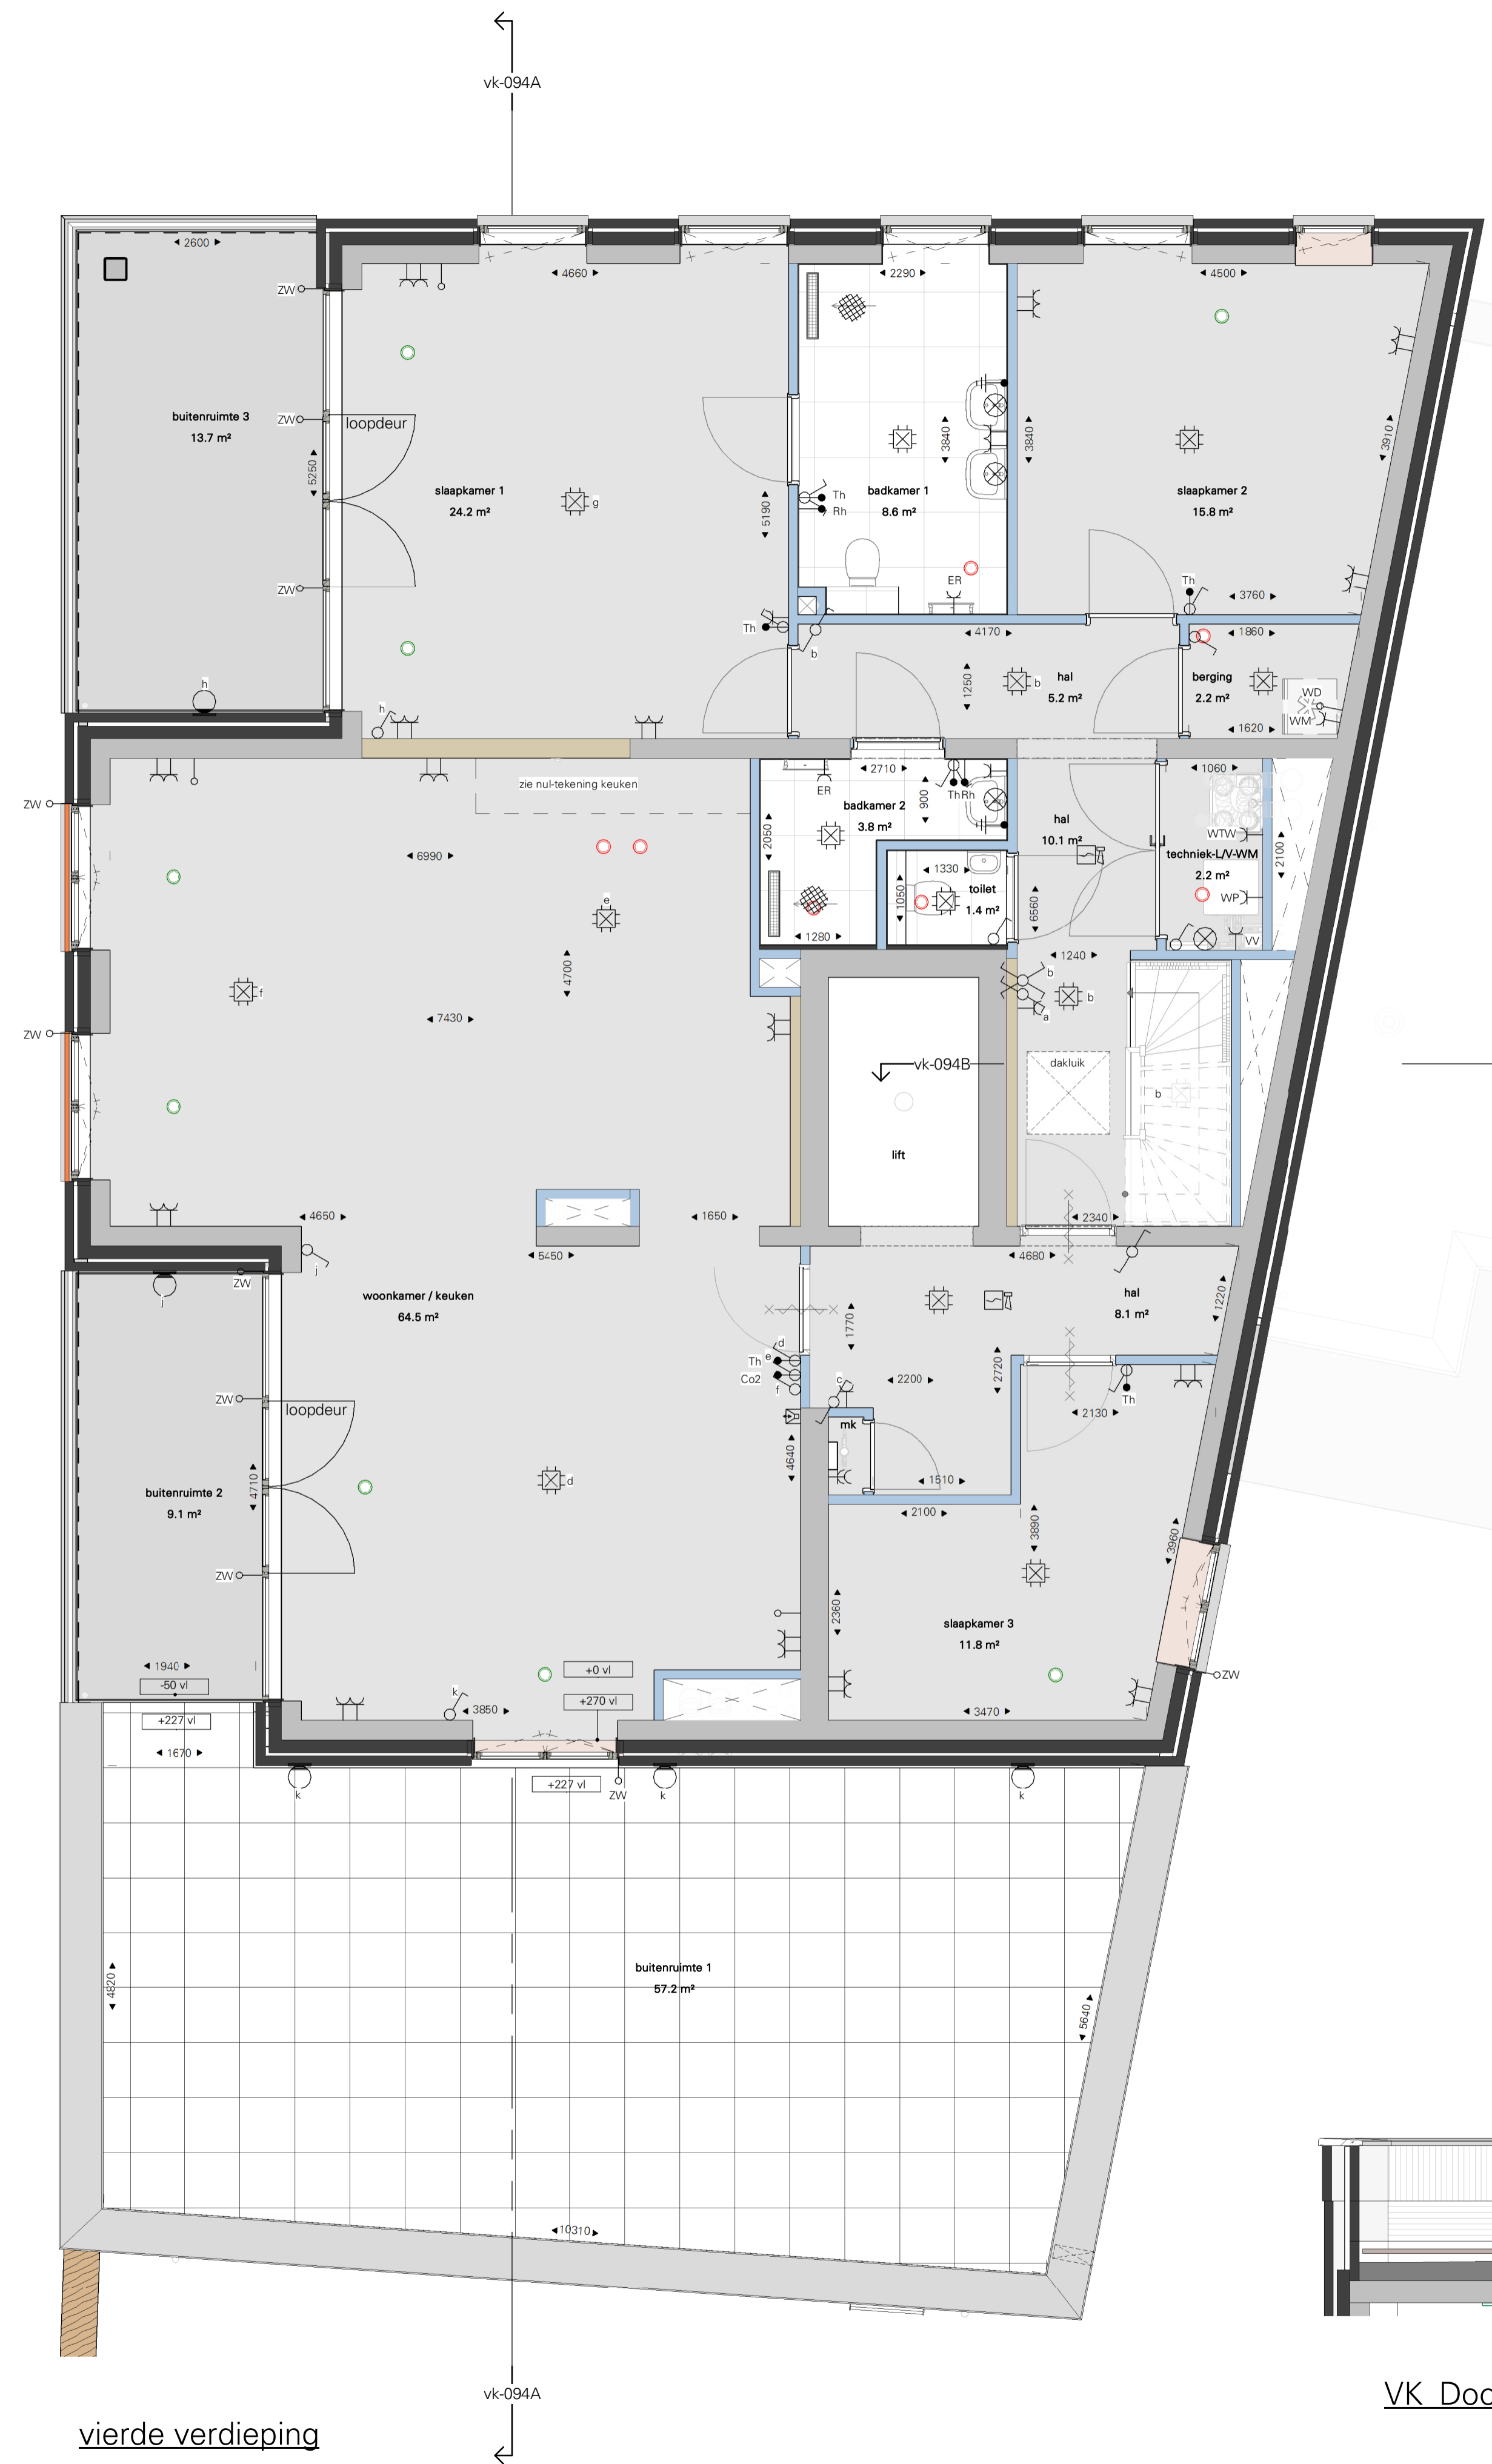 vk-094A
2600
4660
2290
4500
ZW
buitenruimte 3
13.7 m²
ZW
loopdeur
5250
3840
3840
3910
slaapkamer 1
24.2 m²
g
5190
Th
Rh
badkamer 1
8.6 m²
slaapkamer 2
15.8 m²
ZW
ER
Th
3760
Th
b
4170
1860
h
h
1250
hal
5.2 m²
b
berging
2.2 m²
WD
WM
1620
zie nul-tekening keuken
ER
2710
900
Th
Rh
1060
ZW
badkamer 2
3.8 m²
2050
hal
10.1 m²
WTW
techniek-L/V-WM
2.2 m²
2100
6990
1330
toilet
1.4 m²
1050
6560
WP
e
1280
VV
4700
1240
f
b
b
a
7430
ZW
dakluik
vk-094B
b
lift
4650
1650
2340
5450
4680
j
ZW
j
woonkamer / keuken
64.5 m²
hal
8.1 m²
1220
1770
d
Th
e
Co2
f
2720
2200
c
Th
2130
ZW
loopdeur
mk
4640
1510
d
4710
buitenruimte 2
9.1 m²
2100
3890
3960
ZW
2360
slaapkamer 3
11.8 m²
1940
-50 vl
+0 vl
ZW
k
+270 vl
3850
3470
+227 vl
1670
k
+227 vl
ZW
k
k
buitenruimte 1
57.2 m²
4820
5640
10310
vk-094A
vierde verdieping
VK Doo